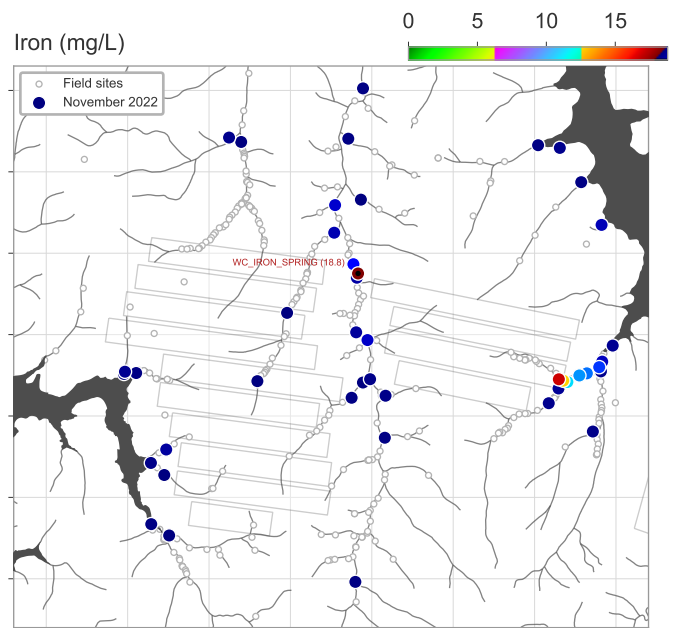 0 5 10 15
Iron (mg/L)
Field sites
November 2022
WC_IRON_SPRING (18.8)